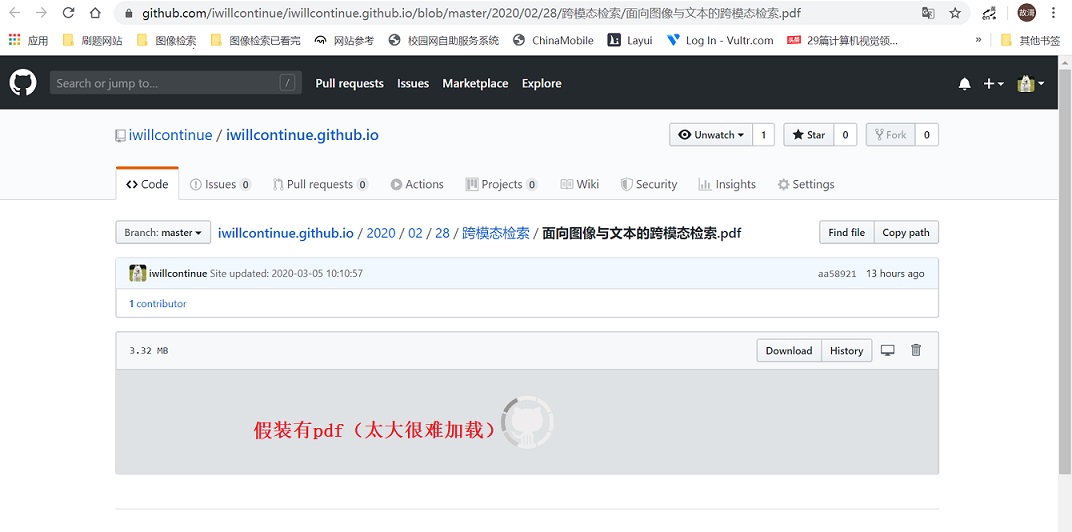 github.com/iwillcontinue/iwillcontinue.github.io/blob/master/2020/02/28/跨模态检索/面向图像与文本的跨模态检索.pdf 故湾
应用 刷题网站 图像检索 图像检索已看完 网站参考 校园网自助服务系统 ChinaMobile Layui Log In - Vultr.com 29篇计算机视觉领... » 其他书签
Search or jump to... / Pull requests Issues Marketplace Explore
iwillcontinue / iwillcontinue.github.io Unwatch 1 Star 0 Fork 0
Code Issues 0 Pull requests 0 Actions Projects 0 Wiki Security Insights Settings
Branch: master iwillcontinue.github.io / 2020 / 02 / 28 / 跨模态检索 / 面向图像与文本的跨模态检索.pdf Find file Copy path
iwillcontinue Site updated: 2020-03-05 10:10:57 aa58921 13 hours ago
1 contributor
3.32 MB Download History
假装有pdf（太大很难加载）